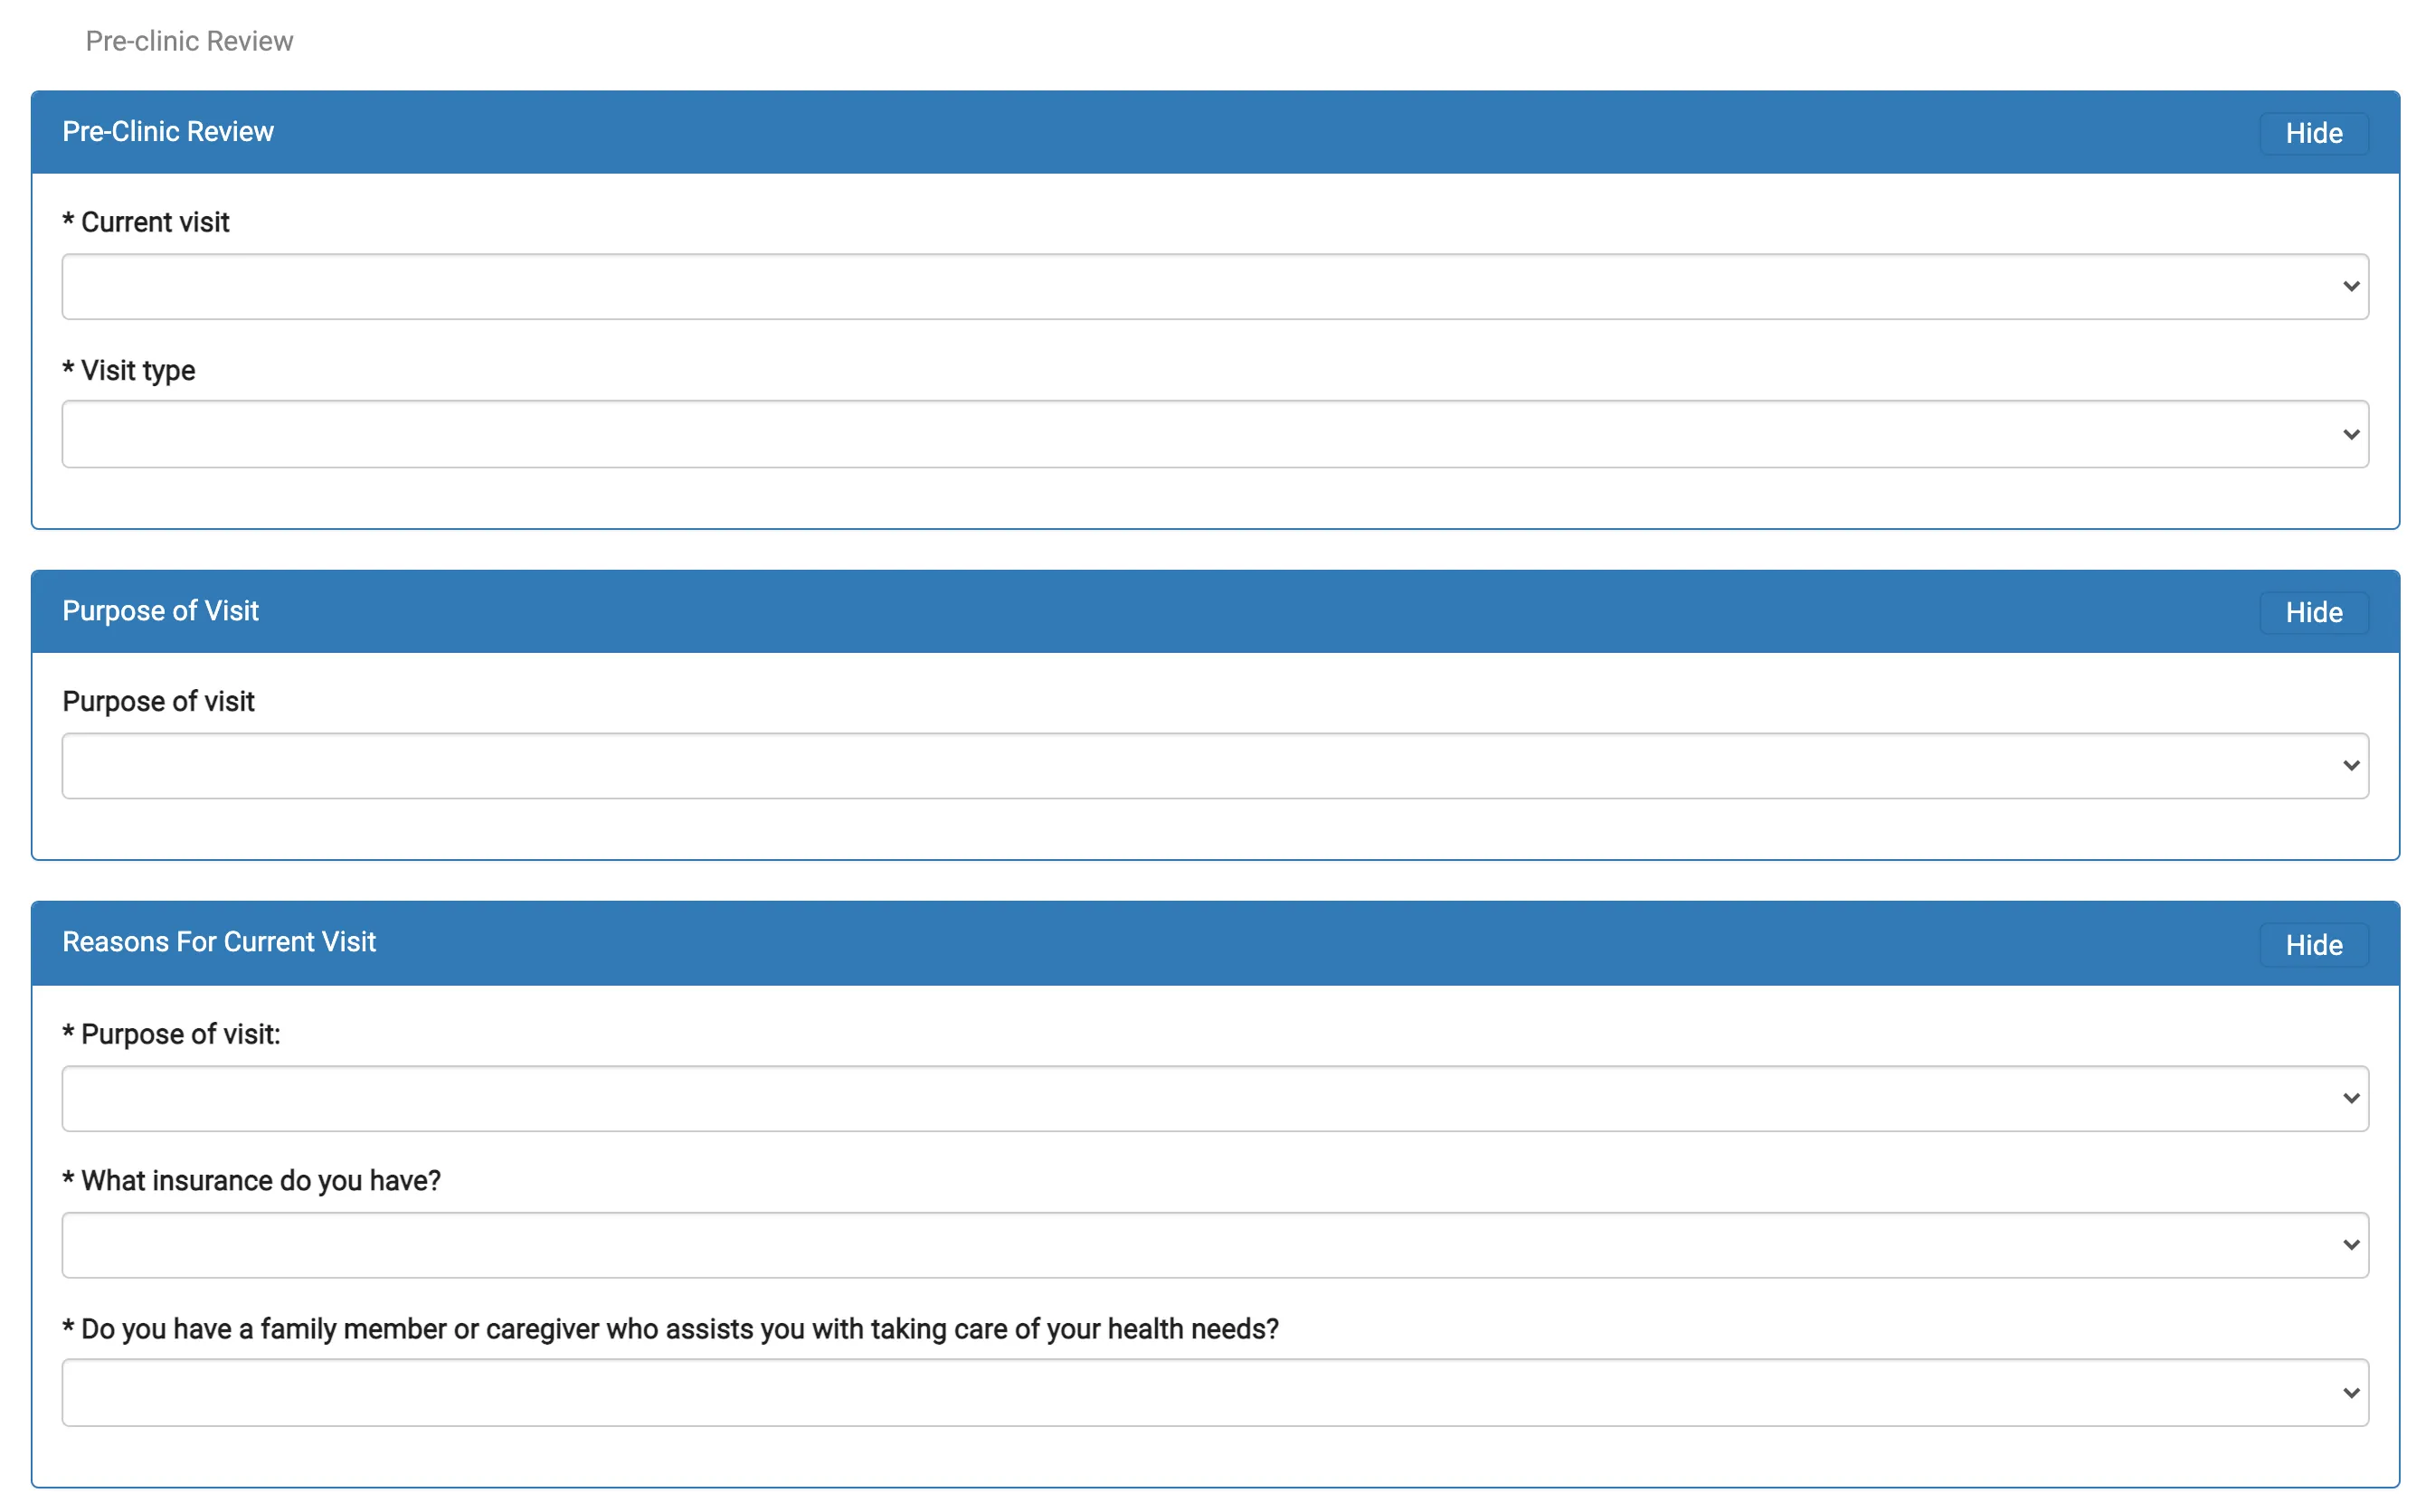 Pre-clinic Review
Pre-Clinic Review
Hide
* Current visit
* Visit type
Purpose of Visit
Hide
Purpose of visit
Reasons For Current Visit
Hide
* Purpose of visit:
* What insurance do you have?
* Do you have a family member or caregiver who assists you with taking care of your health needs?